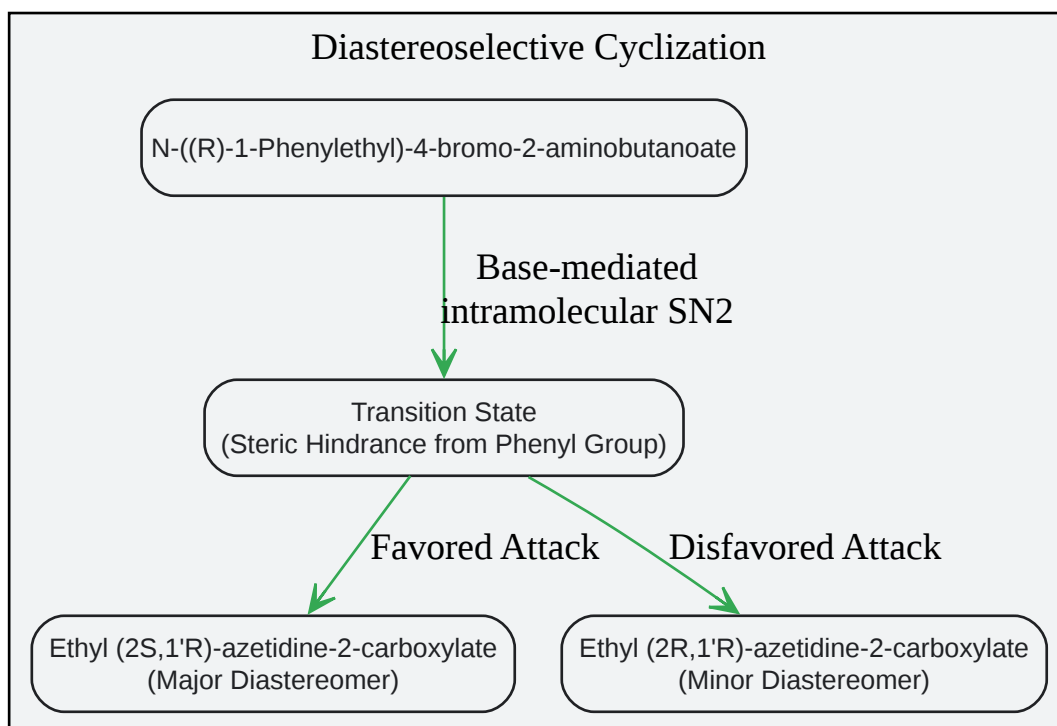 Diastereoselective Cyclization
N-((R)-1-Phenylethyl)-4-bromo-2-aminobutanoate
Base-mediated
intramolecular SN2
Transition State
(Steric Hindrance from Phenyl Group)
Favored Attack
Disfavored Attack
Ethyl (2S,1'R)-azetidine-2-carboxylate
(Major Diastereomer)
Ethyl (2R,1'R)-azetidine-2-carboxylate
(Minor Diastereomer)